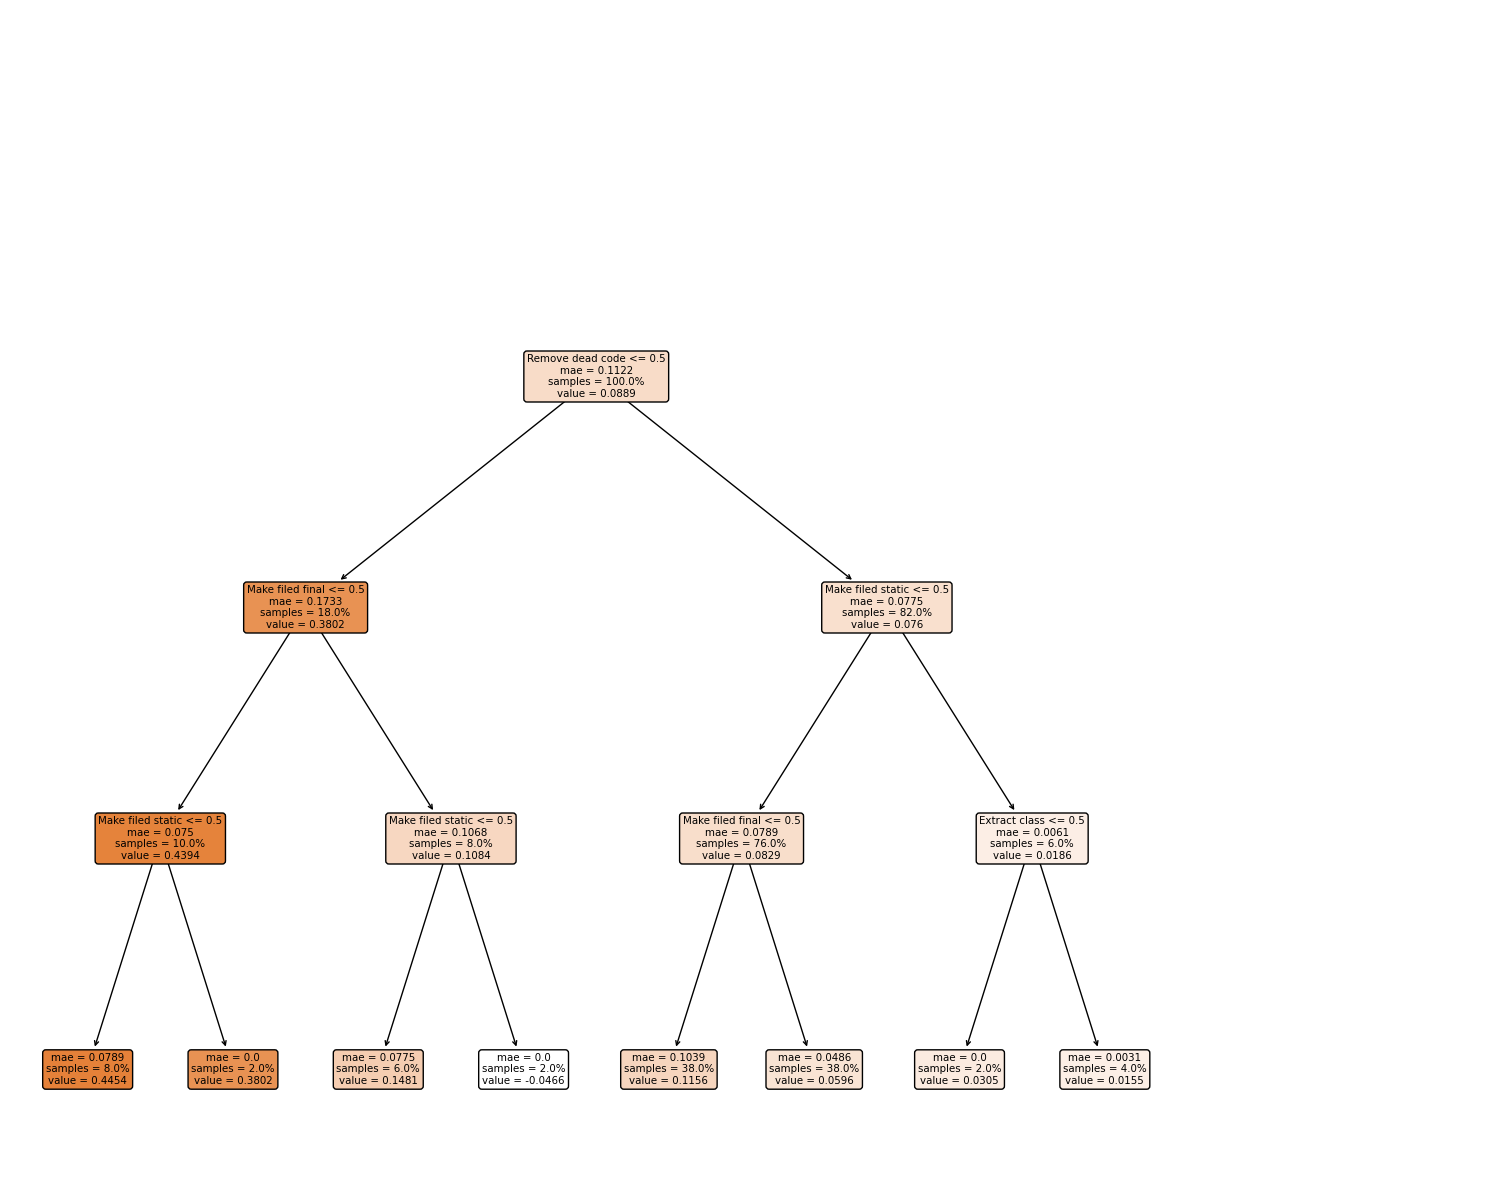 Remove dead code <= 0.5
mae = 0.1122
samples = 100.0%
value = 0.0889
Make filed final <= 0.5
mae = 0.1733
samples = 18.0%
value = 0.3802
Make filed static <= 0.5
mae = 0.0775
samples = 82.0%
value = 0.076
Make filed static <= 0.5
mae = 0.075
samples = 10.0%
value = 0.4394
Make filed static <= 0.5
mae = 0.1068
samples = 8.0%
value = 0.1084
Make filed final <= 0.5
mae = 0.0789
samples = 76.0%
value = 0.0829
Extract class <= 0.5
mae = 0.0061
samples = 6.0%
value = 0.0186
mae = 0.0789
samples = 8.0%
value = 0.4454
mae = 0.0
samples = 2.0%
value = 0.3802
mae = 0.0775
samples = 6.0%
value = 0.1481
mae = 0.0
samples = 2.0%
value = -0.0466
mae = 0.1039
samples = 38.0%
value = 0.1156
mae = 0.0486
samples = 38.0%
value = 0.0596
mae = 0.0
samples = 2.0%
value = 0.0305
mae = 0.0031
samples = 4.0%
value = 0.0155